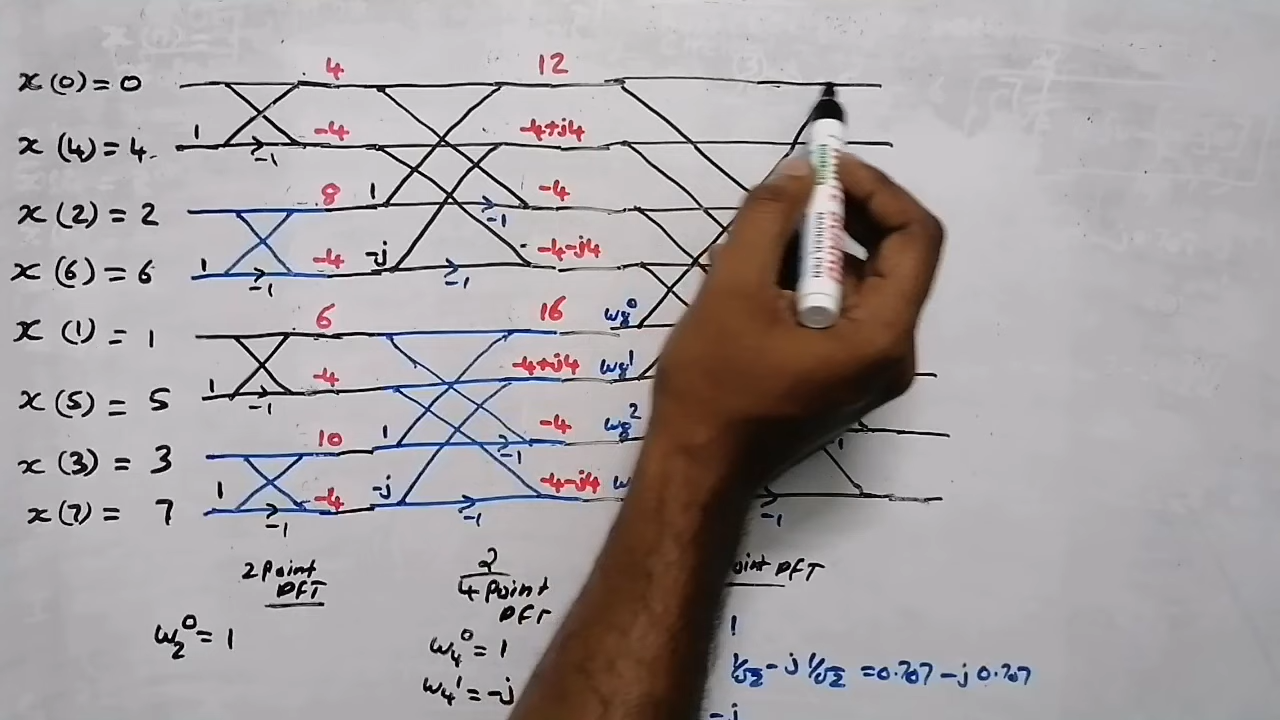 x(0) = 0 4 12
1 -4 -4+j4
x(4) = 4 -1
8 1 -4
x(2) = 2 -1
-4 -j -4-j4
x(6) = 6 1 -1 -1
6 16 w8^0
x(1) = 1
-4 -4+j4 w8^1
x(5) = 5 1 -1
10 1 -4 w8^2
x(3) = 3 -1 1
1 -4 -j -4-j4 w
x(7) = 7 -1 -1 -1
2 Point DFT
2
4 Point DFT
oint DFT
w2^0 = 1
w4^0 = 1
w4^1 = -j
1
1/√2 - j 1/√2 = 0.707 - j 0.707
-j